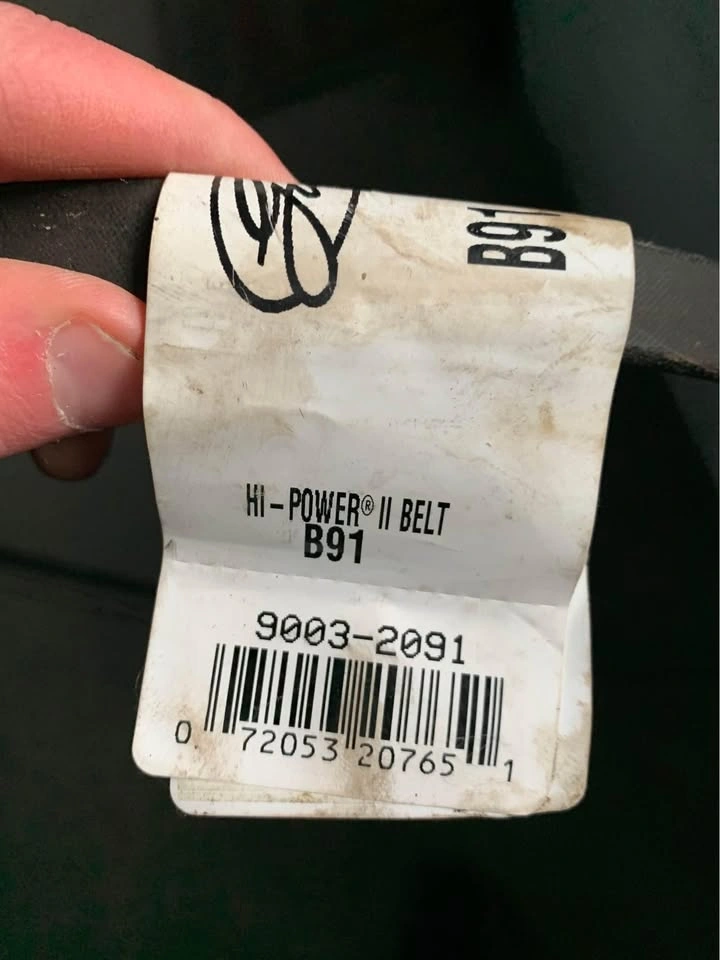 B91
HI-POWER® II BELT
B91
9003-2091
0 72053 20765 1